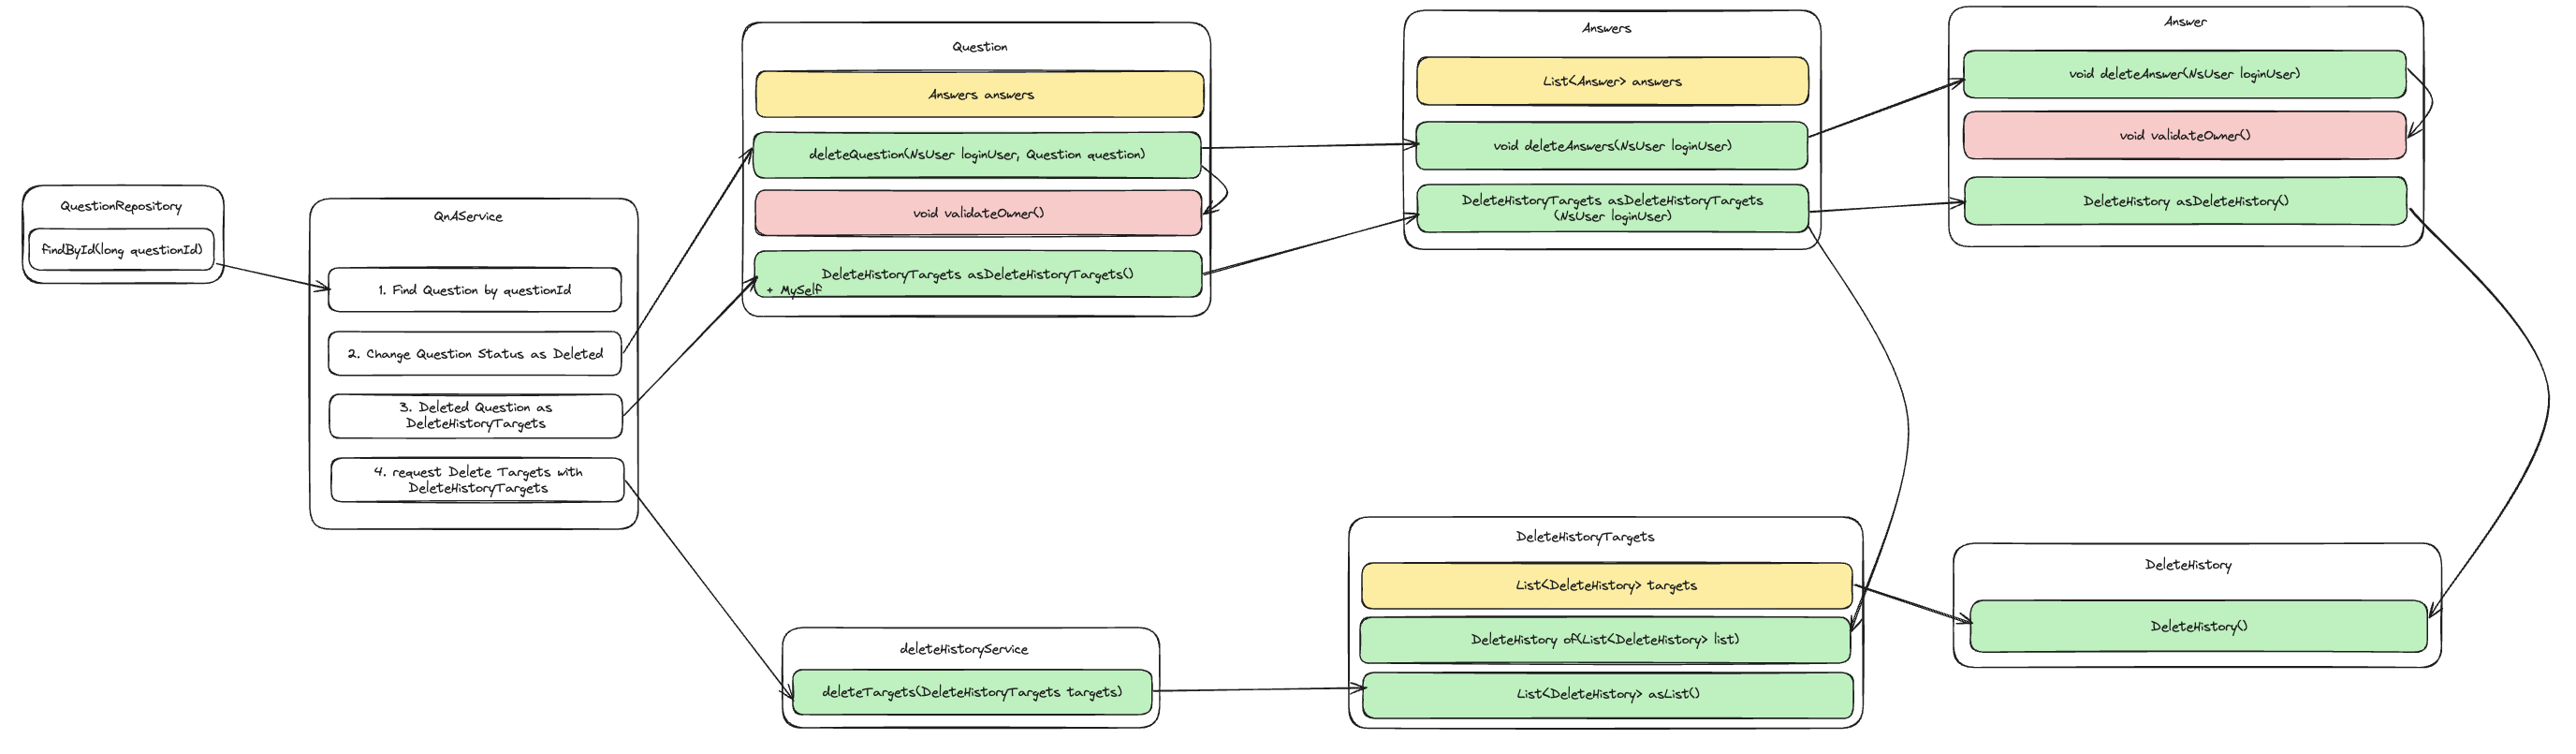 QuestionRepository
findById(long questionId)
QnAService
1. Find Question by questionId
2. Change Question Status as Deleted
3. Deleted Question as
DeleteHistoryTargets
4. request Delete Targets with
DeleteHistoryTargets
Question
Answers answers
deleteQuestion(NsUser loginUser, Question question)
void validateOwner()
DeleteHistoryTargets asDeleteHistoryTargets()
+ MySelf
Answers
List<Answer> answers
void deleteAnswers(NsUser loginUser)
DeleteHistoryTargets asDeleteHistoryTargets
(NsUser loginUser)
Answer
void deleteAnswer(NsUser loginUser)
void validateOwner()
DeleteHistory asDeleteHistory()
deleteHistoryService
deleteTargets(DeleteHistoryTargets targets)
DeleteHistoryTargets
List<DeleteHistory> targets
DeleteHistory of(List<DeleteHistory> list)
List<DeleteHistory> asList()
DeleteHistory
DeleteHistory()